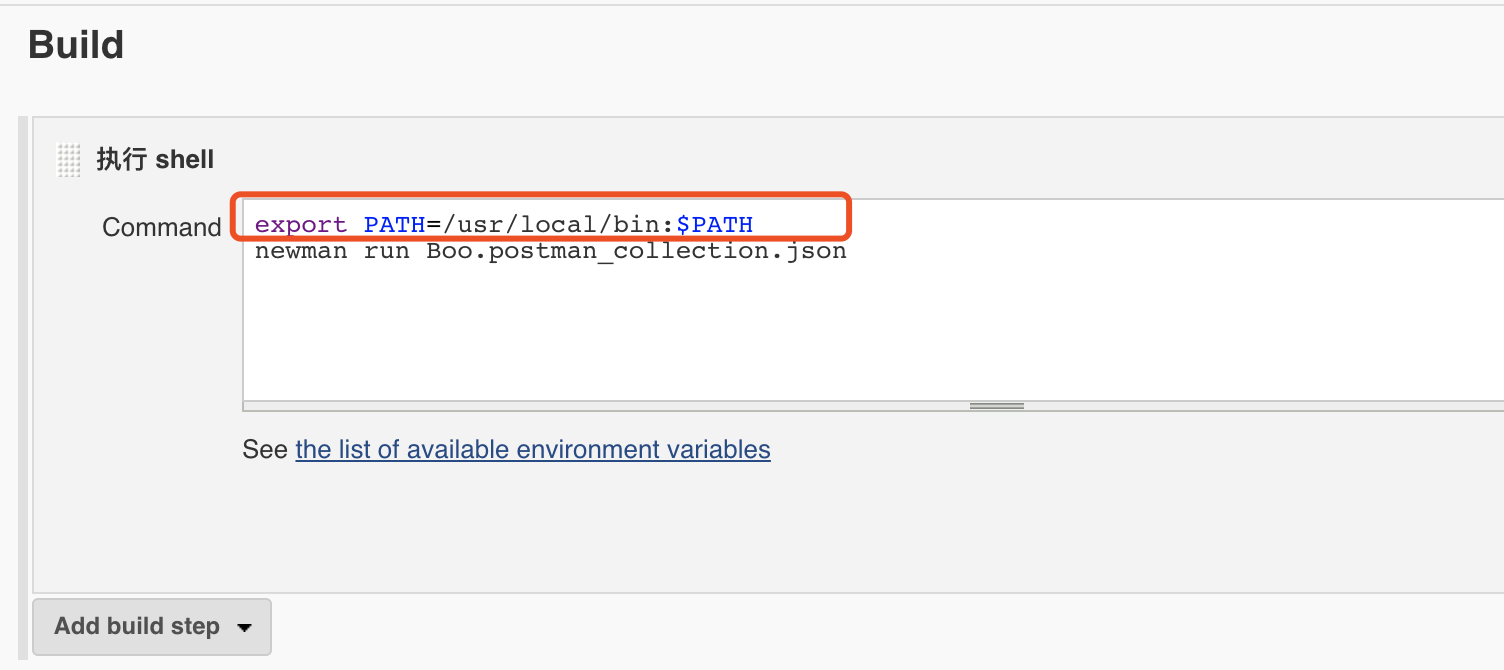 Build
执行 shell
Command
export PATH=/usr/local/bin:$PATH
newman run Boo.postman_collection.json
See the list of available environment variables
Add build step